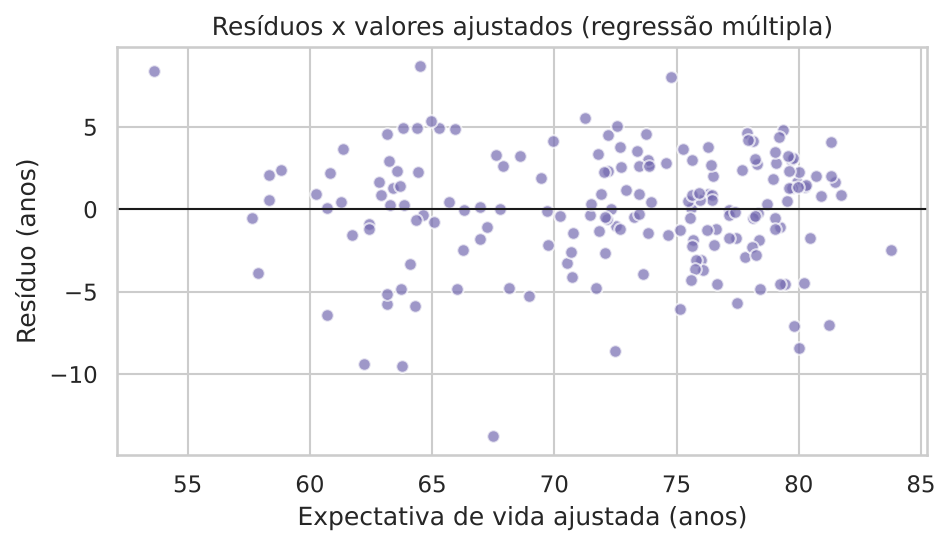 Resíduos x valores ajustados (regressão múltipla)
Resíduo (anos)
5
0
−5
−10
55 60 65 70 75 80 85
Expectativa de vida ajustada (anos)